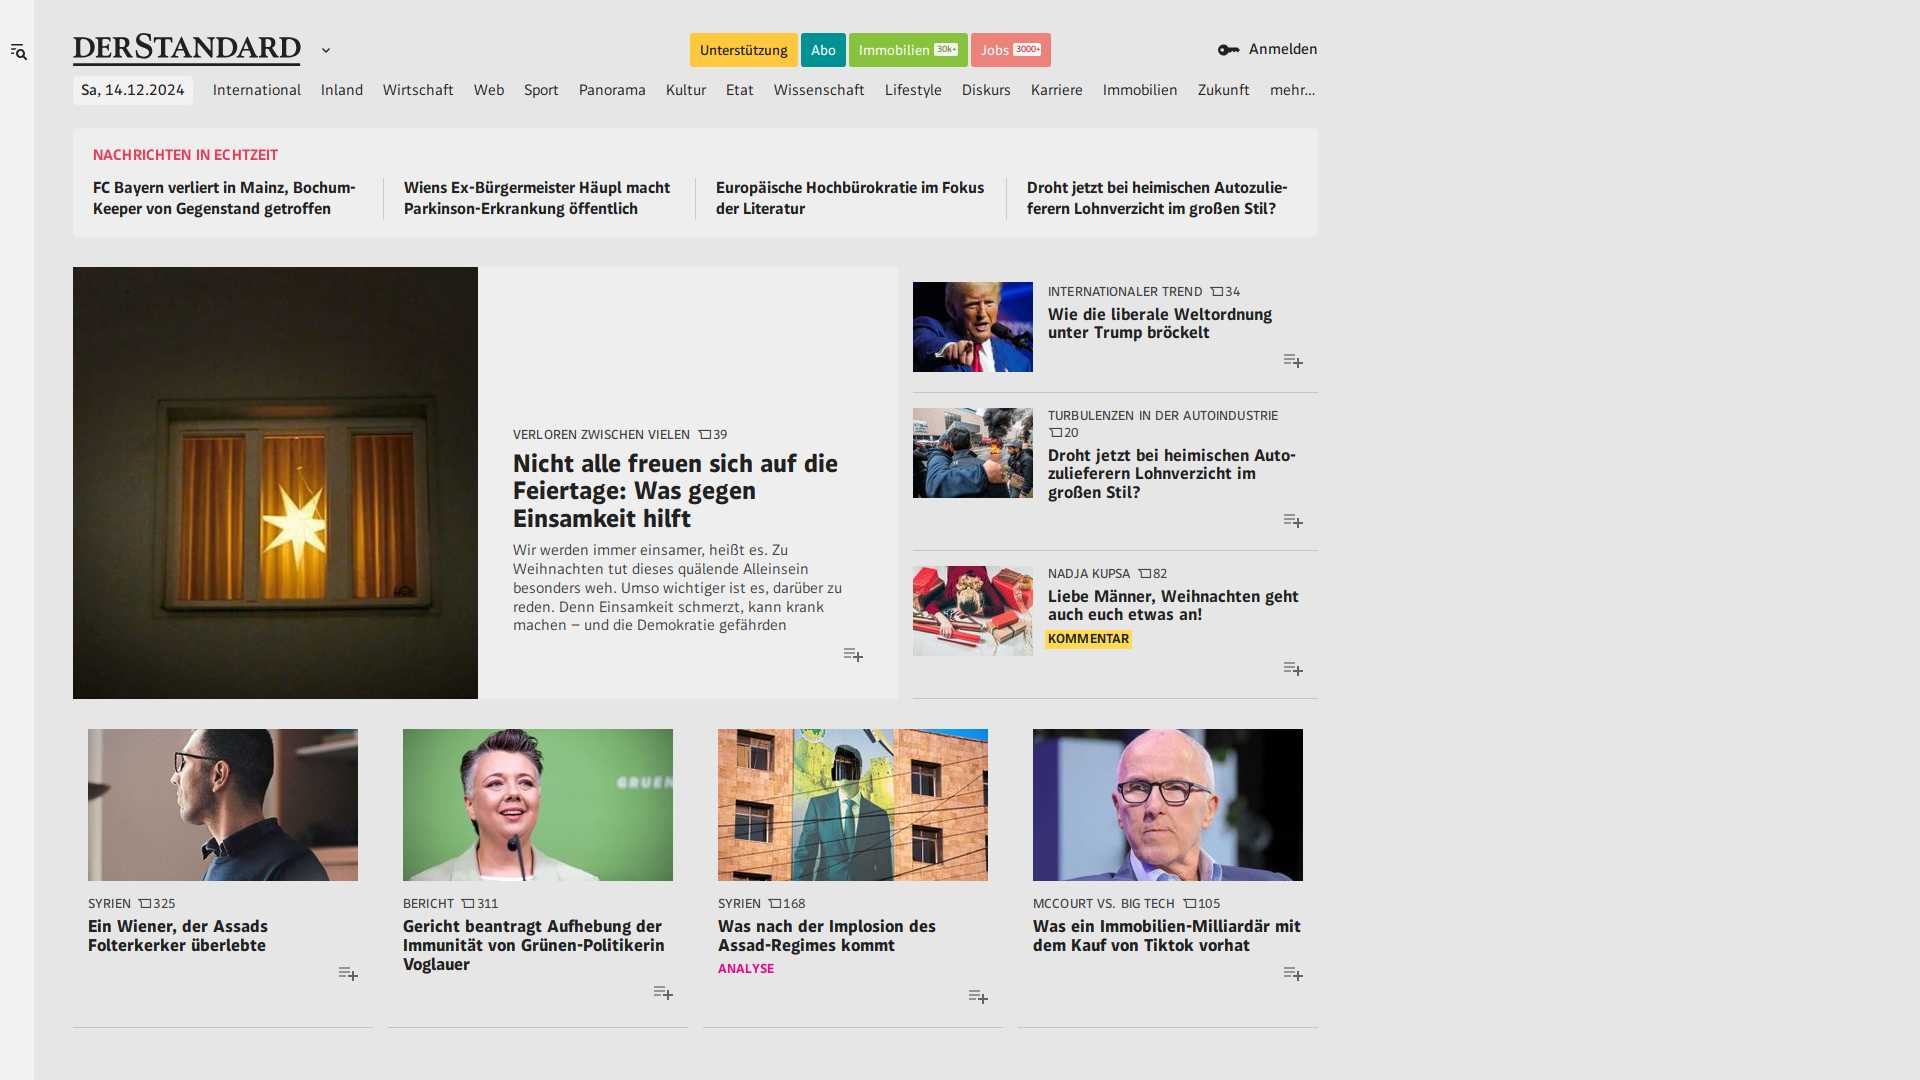 DERSTANDARD
Unterstützung
Abo
Immobilien 30k+
Jobs 3000+
Anmelden
Sa, 14.12.2024
International
Inland
Wirtschaft
Web
Sport
Panorama
Kultur
Etat
Wissenschaft
Lifestyle
Diskurs
Karriere
Immobilien
Zukunft
mehr...
NACHRICHTEN IN ECHTZEIT
FC Bayern verliert in Mainz, Bochum-
Keeper von Gegenstand getroffen
Wiens Ex-Bürgermeister Häupl macht
Parkinson-Erkrankung öffentlich
Europäische Hochbürokratie im Fokus
der Literatur
Droht jetzt bei heimischen Autozulie-
ferern Lohnverzicht im großen Stil?
VERLOREN ZWISCHEN VIELEN 39
Nicht alle freuen sich auf die
Feiertage: Was gegen
Einsamkeit hilft
Wir werden immer einsamer, heißt es. Zu
Weihnachten tut dieses quälende Alleinsein
besonders weh. Umso wichtiger ist es, darüber zu
reden. Denn Einsamkeit schmerzt, kann krank
machen – und die Demokratie gefährden
INTERNATIONALER TREND 34
Wie die liberale Weltordnung
unter Trump bröckelt
TURBULENZEN IN DER AUTOINDUSTRIE
20
Droht jetzt bei heimischen Auto-
zulieferern Lohnverzicht im
großen Stil?
NADJA KUPSA 82
Liebe Männer, Weihnachten geht
auch euch etwas an!
KOMMENTAR
SYRIEN 325
Ein Wiener, der Assads
Folterkerker überlebte
GRUEN
BERICHT 311
Gericht beantragt Aufhebung der
Immunität von Grünen-Politikerin
Voglauer
SYRIEN 168
Was nach der Implosion des
Assad-Regimes kommt
ANALYSE
MCCOURT VS. BIG TECH 105
Was ein Immobilien-Milliardär mit
dem Kauf von Tiktok vorhat